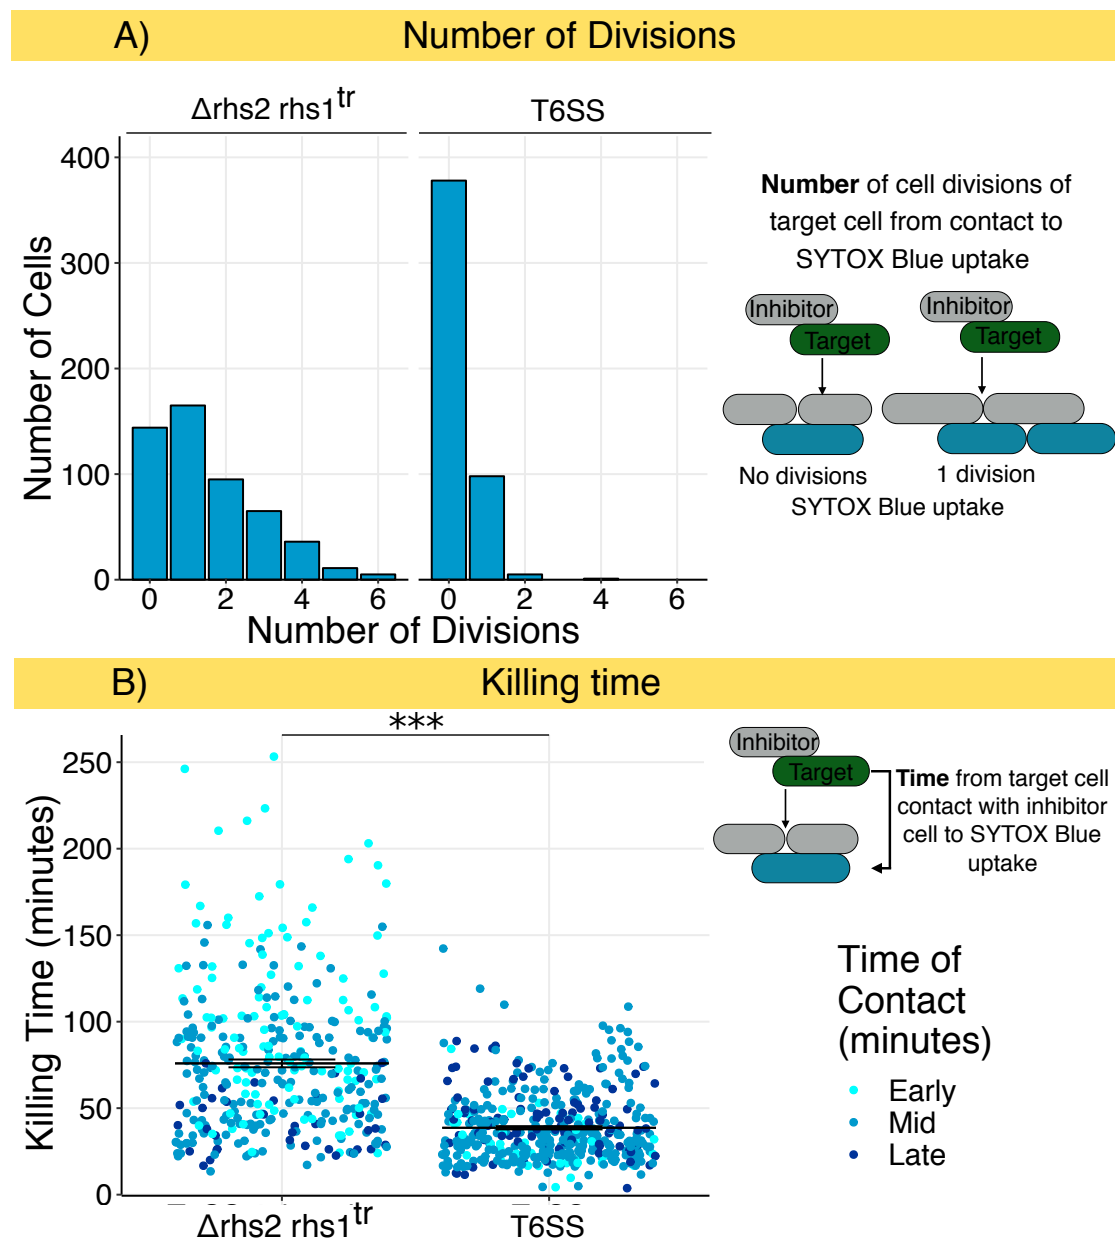 A) Number of Divisions
Δrhs2 rhs1tr
T6SS
400
300
200
100
0
Number of Cells
0 2 4 6
0 2 4 6
Number of Divisions
Number of cell divisions of
target cell from contact to
SYTOX Blue uptake
Inhibitor
Target
Inhibitor
Target
No divisions
1 division
SYTOX Blue uptake
B) Killing time
***
250
200
150
100
50
0
Killing Time (minutes)
Δrhs2 rhs1tr
T6SS
Inhibitor
Target
Time from target cell
contact with inhibitor
cell to SYTOX Blue
uptake
Time of
Contact
(minutes)
Early
Mid
Late